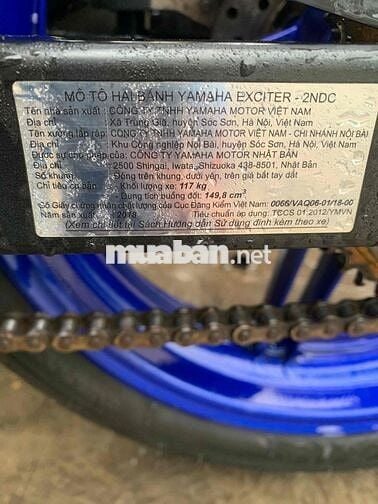 MÔ TÔ HAI BÁNH YAMAHA EXCITER - 2NDC
Tên nhà sản xuất : CÔNG TY TNHH YAMAHA MOTOR VIỆT NAM
Địa chỉ : Xã Trung Giã, huyện Sóc Sơn, Hà Nội, Việt Nam
Tên xưởng lắp ráp: CÔNG TY TNHH YAMAHA MOTOR VIỆT NAM - CHI NHÁNH NỘI BÀI
Địa chỉ : Khu Công nghiệp Nội Bài, huyện Sóc Sơn, Hà Nội, Việt Nam
Được sự cho phép của: CÔNG TY YAMAHA MOTOR NHẬT BẢN
Địa chỉ : 2500 Shingai, Iwata, Shizuoka 438-8501, Nhật Bản
Số khung: - Đóng trên khung, dưới yếp, trên giá bắt tay dắt
Chỉ tiêu cơ bản - Khối lượng xe: 117 kg
- Dung tích buồng đốt: 149,8 cm³
Số Giấy chứng nhận chất lượng của Cục Đăng Kiểm Việt Nam: 0066/VAQ06-01/18-00
Năm sản xuất : 2018 Tiêu chuẩn áp dụng: TCCS 01:2012/YMVN
(Xem chi tiết tại Sách Hướng dẫn Sử dụng đính kèm theo xe)
muaban.net